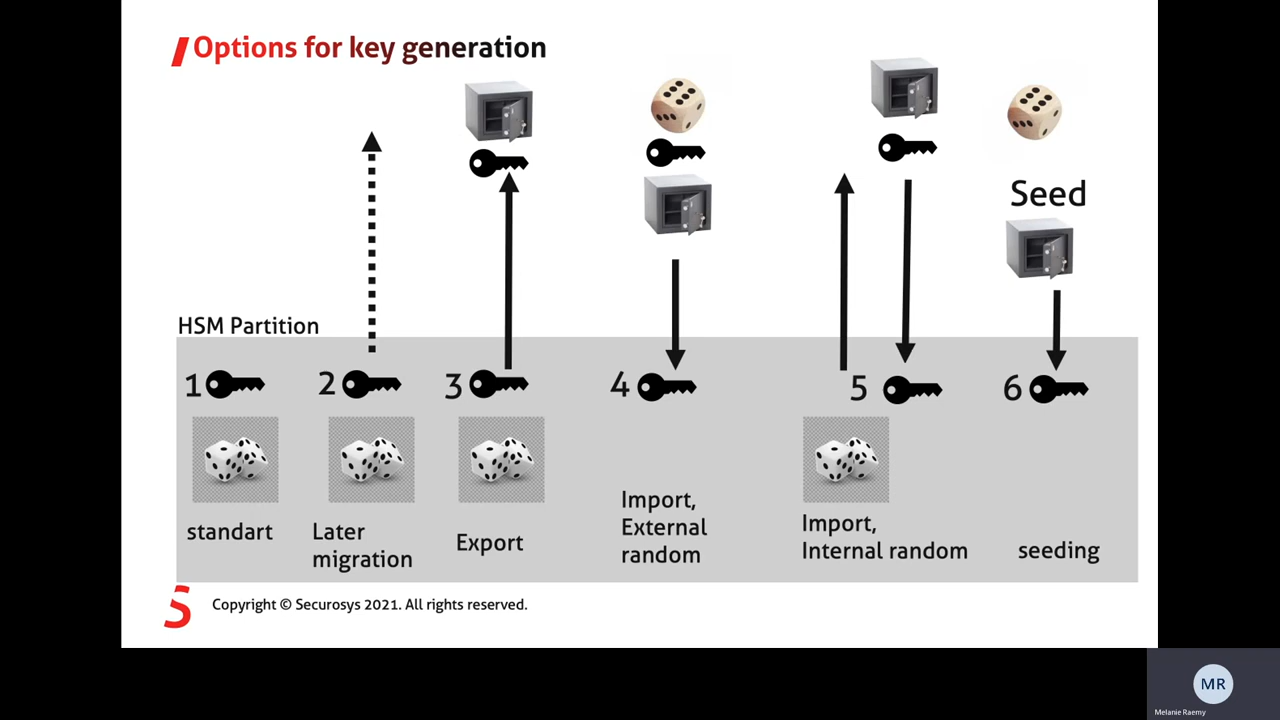 Options for key generation
Seed
HSM Partition
1
2
3
4
5
6
standart
Later
migration
Export
Import,
External
random
Import,
Internal random
seeding
Copyright © Securosys 2021. All rights reserved.
MR
Melanie Raemy